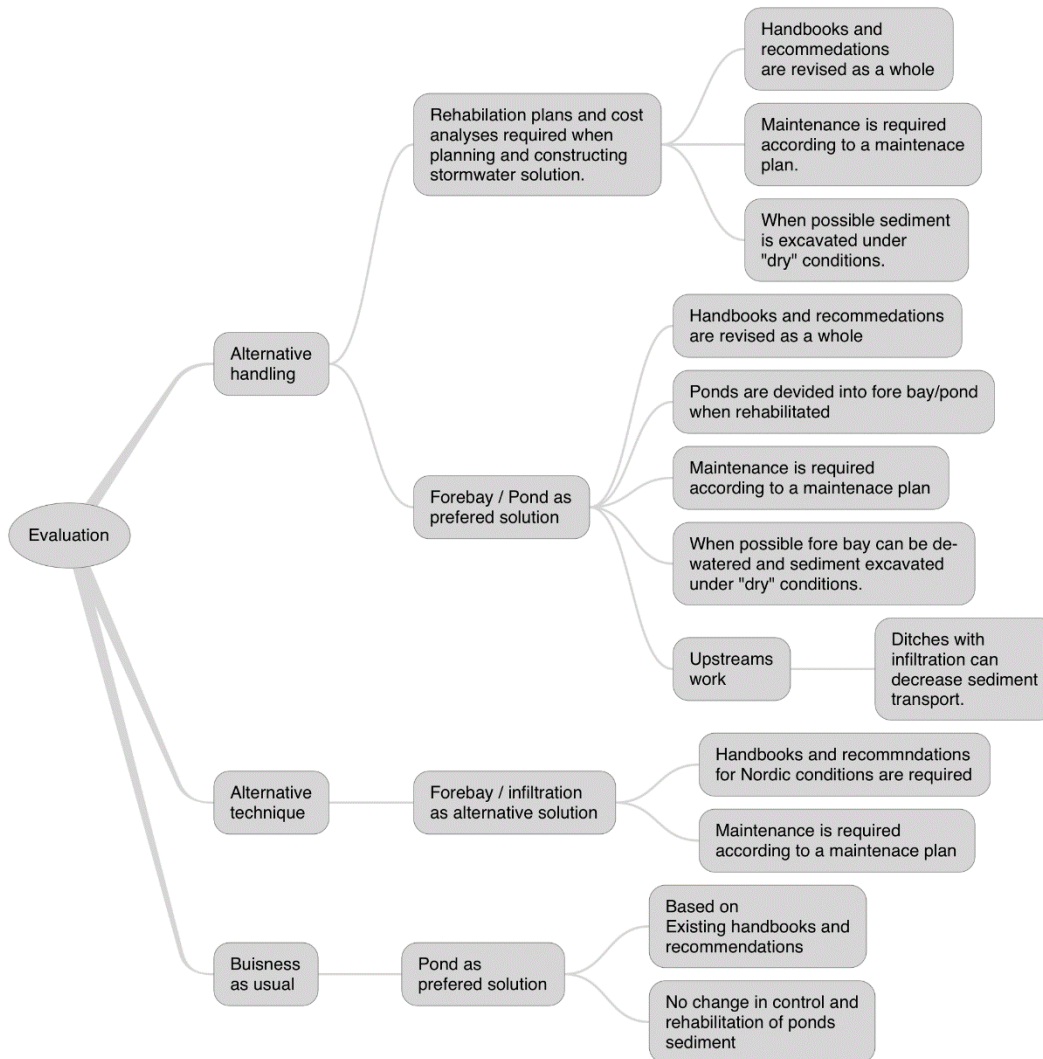 Handbooks and
recommedations
are revised as a whole
Rehabilation plans and cost
analyses required when
planning and constructing
stormwater solution.
Maintenance is required
according to a maintenace
plan.
When possible sediment
is excavated under
"dry" conditions.
Alternative
handling
Handbooks and recommedations
are revised as a whole
Ponds are devided into fore bay/pond
when rehabilitated
Forebay / Pond as
prefered solution
Maintenance is required
according to a maintenace plan
When possible fore bay can be de-
watered and sediment excavated
under "dry" conditions.
Upstreams
work
Ditches with
infiltration can
decrease sediment
transport.
Evaluation
Alternative
technique
Forebay / infiltration
as alternative solution
Handbooks and recommndations
for Nordic conditions are required
Maintenance is required
according to a maintenace plan
Buisness
as usual
Pond as
prefered solution
Based on
Existing handbooks and
recommendations
No change in control and
rehabilitation of ponds
sediment